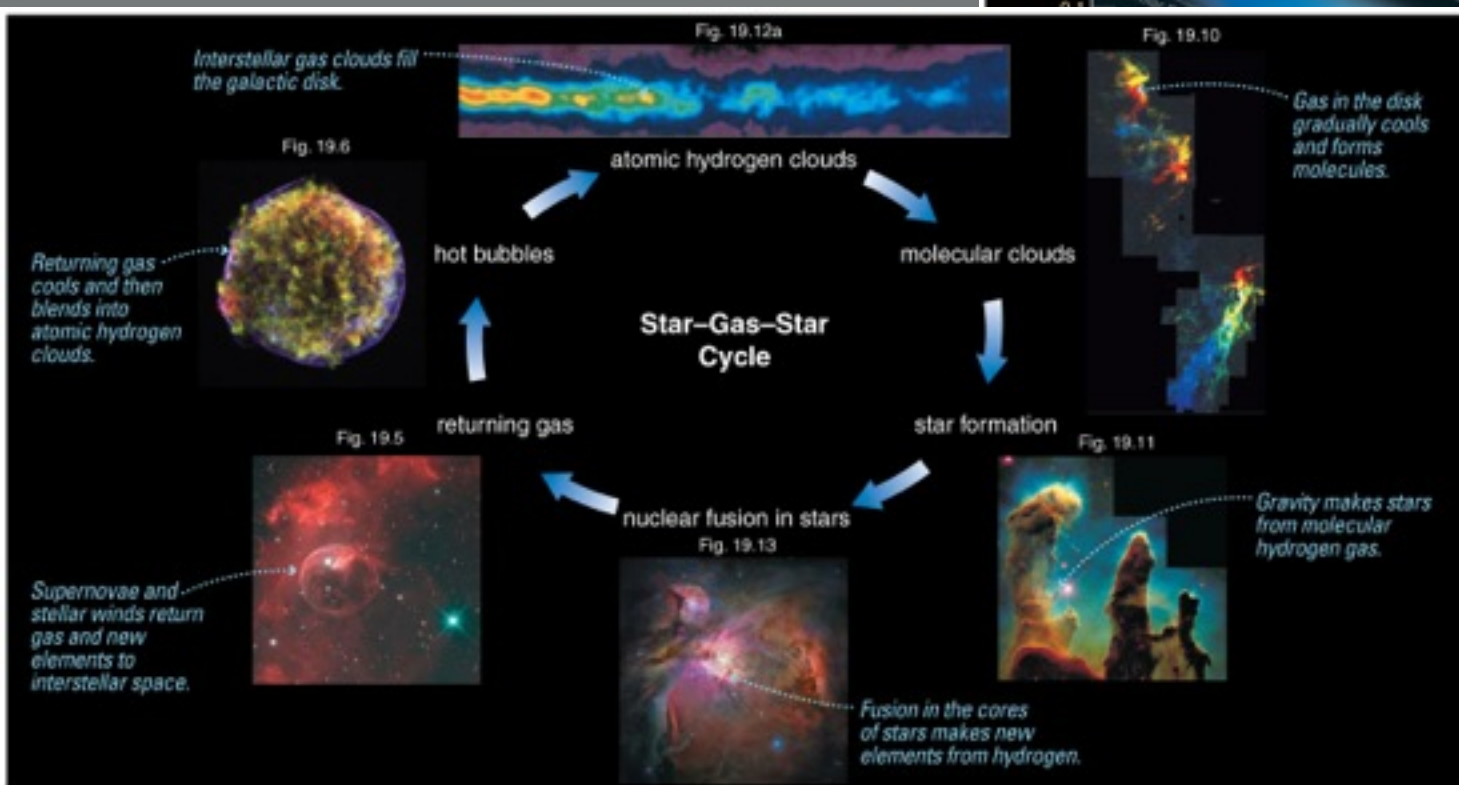 Fig. 19.12a
Interstellar gas clouds fill
the galactic disk.
Fig. 19.10
Gas in the disk
gradually cools
and forms
molecules.
Fig. 19.6
atomic hydrogen clouds
hot bubbles
molecular clouds
Returning gas
cools and then
blends into
atomic hydrogen
clouds.
Star–Gas–Star
Cycle
returning gas
star formation
Fig. 19.5
Fig. 19.11
nuclear fusion in stars
Fig. 19.13
Gravity makes stars
from molecular
hydrogen gas.
Supernovae and
stellar winds return
gas and new
elements to
interstellar space.
Fusion in the cores
of stars makes new
elements from hydrogen.